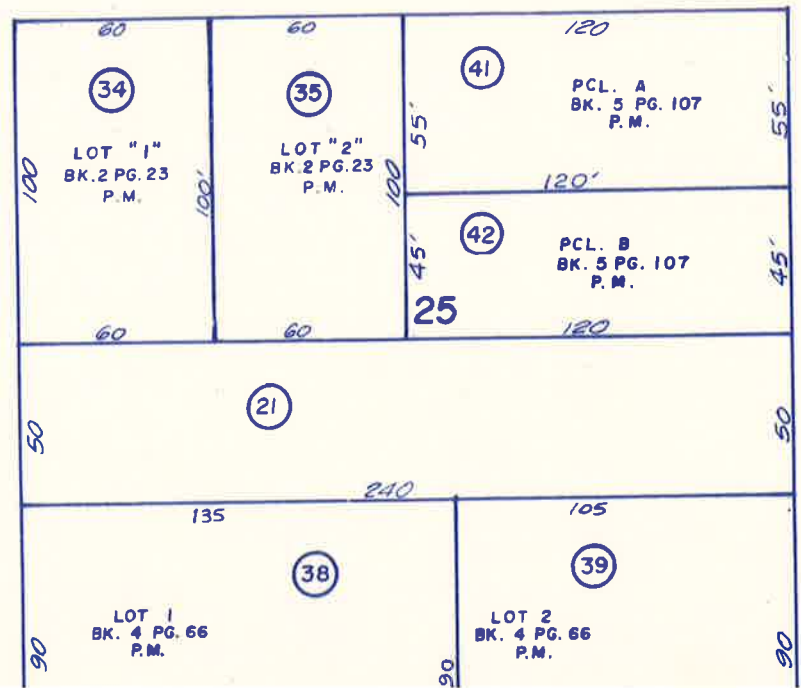 60
60
120
34
35
41
PCL. A
BK. 5 PG. 107
P.M.
55'
55'
LOT "1"
BK.2 PG.23
P.M.
LOT "2"
BK.2 PG.23
P.M.
100
100'
100
120'
42
PCL. B
BK. 5 PG. 107
P.M.
45'
45'
25
60
60
120
21
50
50
240
135
105
38
39
LOT 1
BK. 4 PG. 66
P.M.
LOT 2
BK. 4 PG. 66
P.M.
90
90
90